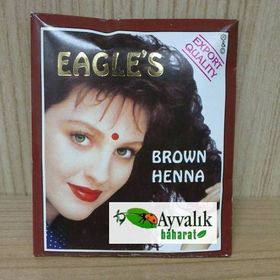 EAGLE'S
EXPORT
QUALITY
BROWN
HENNA
Ayvalık
baharat